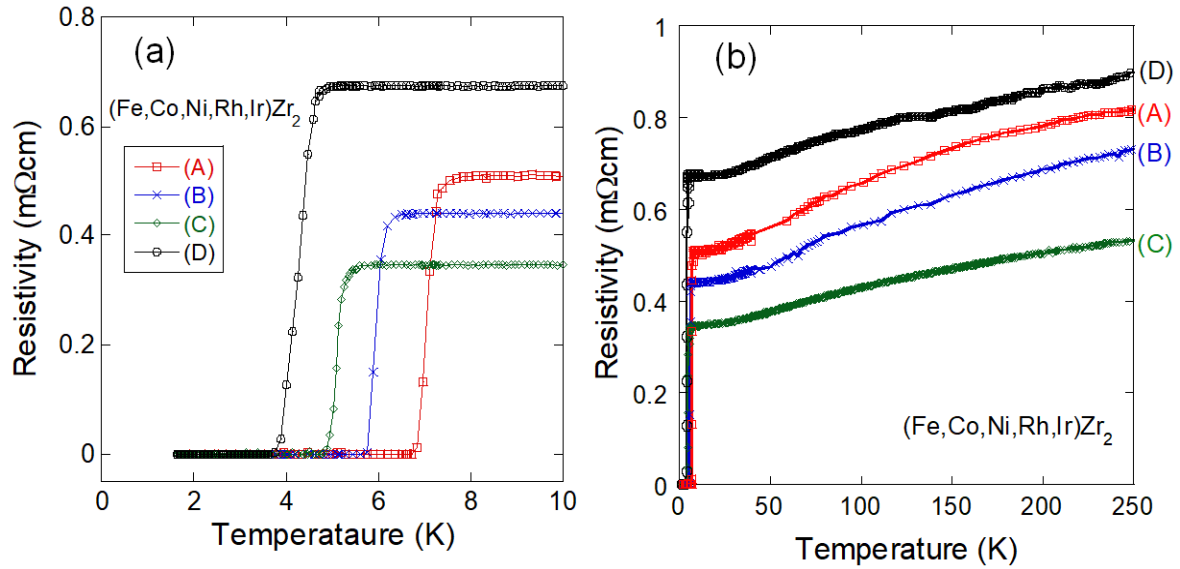 (a)
(Fe,Co,Ni,Rh,Ir)Zr2
(A)
(B)
(C)
(D)
Resistivity (mΩcm)
0.8
0.6
0.4
0.2
0
2
4
6
8
10
Temperataure (K)
(b)
(D)
(A)
(B)
(C)
(Fe,Co,Ni,Rh,Ir)Zr2
Resistivity (mΩcm)
1
0.8
0.6
0.4
0.2
0
0
50
100
150
200
250
Temperature (K)